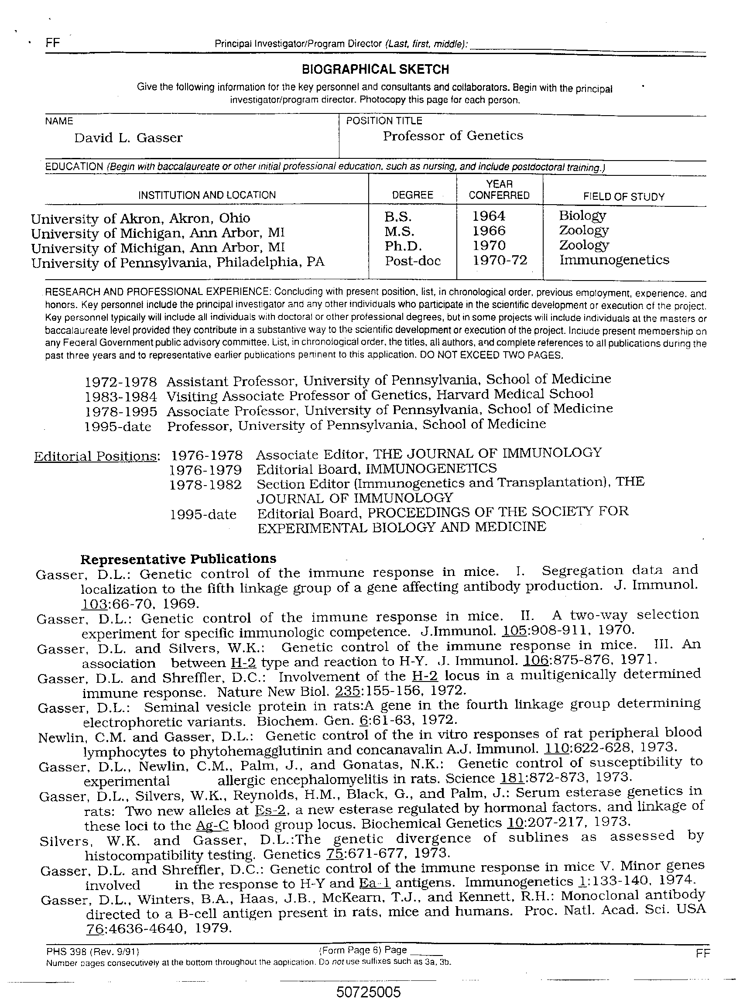 FF Principal Investigator/Program Director (Last, first, middle):
BIOGRAPHICAL SKETCH
Give the following information for the key personnel and consultants and collaborators. Begin with the principal
investigator/program director. Photocopy this page for each person.
NAME POSITION TITLE
David L. Gasser Professor of Genetics
EDUCATION (Begin with baccalaureate or other initial professional education, such as nursing, and include postdoctoral training.)
INSTITUTION AND LOCATION DEGREE YEAR CONFERRED FIELD OF STUDY
University of Akron, Akron, Ohio B.S. 1964 Biology
University of Michigan, Ann Arbor, MI M.S. 1966 Zoology
University of Michigan, Ann Arbor, MI Ph.D. 1970 Zoology
University of Pennsylvania, Philadelphia, PA Post-doc 1970-72 Immunogenetics
RESEARCH AND PROFESSIONAL EXPERIENCE: Concluding with present position, list, in chronological order, previous employment, experience, and
honors. Key personnel include the principal investigator and any other individuals who participate in the scientific development or execution of the project.
Key personnel typically will include all individuals with doctoral or other professional degrees, but in some projects will include individuals at the masters or
baccalaureate level provided they contribute in a substantive way to the scientific development or execution of the project. Include present membership on
any Federal Government public advisory committee. List, in chronological order, the titles, all authors, and complete references to all publications during the
past three years and to representative earlier publications pertinent to this application. DO NOT EXCEED TWO PAGES.
1972-1978 Assistant Professor, University of Pennsylvania, School of Medicine
1983-1984 Visiting Associate Professor of Genetics, Harvard Medical School
1978-1995 Associate Professor, University of Pennsylvania, School of Medicine
1995-date Professor, University of Pennsylvania, School of Medicine
Editorial Positions: 1976-1978 Associate Editor, THE JOURNAL OF IMMUNOLOGY
1976-1979 Editorial Board, IMMUNOGENETICS
1978-1982 Section Editor (Immunogenetics and Transplantation), THE
JOURNAL OF IMMUNOLOGY
1995-date Editorial Board, PROCEEDINGS OF THE SOCIETY FOR
EXPERIMENTAL BIOLOGY AND MEDICINE
Representative Publications
Gasser, D.L.: Genetic control of the immune response in mice. I. Segregation data and
localization to the fifth linkage group of a gene affecting antibody production. J. Immunol.
103:66-70, 1969.
Gasser, D.L.: Genetic control of the immune response in mice. II. A two-way selection
experiment for specific immunologic competence. J.Immunol. 105:908-911, 1970.
Gasser, D.L. and Silvers, W.K.: Genetic control of the immune response in mice. III. An
association between H-2 type and reaction to H-Y. J. Immunol. 106:875-876, 1971.
Gasser, D.L. and Shreffler, D.C.: Involvement of the H-2 locus in a multigenically determined
immune response. Nature New Biol. 235:155-156, 1972.
Gasser, D.L.: Seminal vesicle protein in rats:A gene in the fourth linkage group determining
electrophoretic variants. Biochem. Gen. 6:61-63, 1972.
Newlin, C.M. and Gasser, D.L.: Genetic control of the in vitro responses of rat peripheral blood
lymphocytes to phytohemagglutinin and concanavalin A.J. Immunol. 110:622-628, 1973.
Gasser, D.L., Newlin, C.M., Palm, J., and Gonatas, N.K.: Genetic control of susceptibility to
experimental allergic encephalomyelitis in rats. Science 181:872-873, 1973.
Gasser, D.L., Silvers, W.K., Reynolds, H.M., Black, G., and Palm, J.: Serum esterase genetics in
rats: Two new alleles at Es-2, a new esterase regulated by hormonal factors, and linkage of
these loci to the Ag-C blood group locus. Biochemical Genetics 10:207-217, 1973.
Silvers, W.K. and Gasser, D.L.:The genetic divergence of sublines as assessed by
histocompatibility testing. Genetics 75:671-677, 1973.
Gasser, D.L. and Shreffler, D.C.: Genetic control of the immune response in mice V. Minor genes
involved in the response to H-Y and Ea-1 antigens. Immunogenetics 1:133-140, 1974.
Gasser, D.L., Winters, B.A., Haas, J.B., McKearn, T.J., and Kennett, R.H.: Monoclonal antibody
directed to a B-cell antigen present in rats, mice and humans. Proc. Natl. Acad. Sci. USA
76:4636-4640, 1979.
PHS 398 (Rev. 9/91) (Form Page 6) Page FF
Number pages consecutively at the bottom throughout the application. Do not use suffixes such as 3a, 3b.
50725005